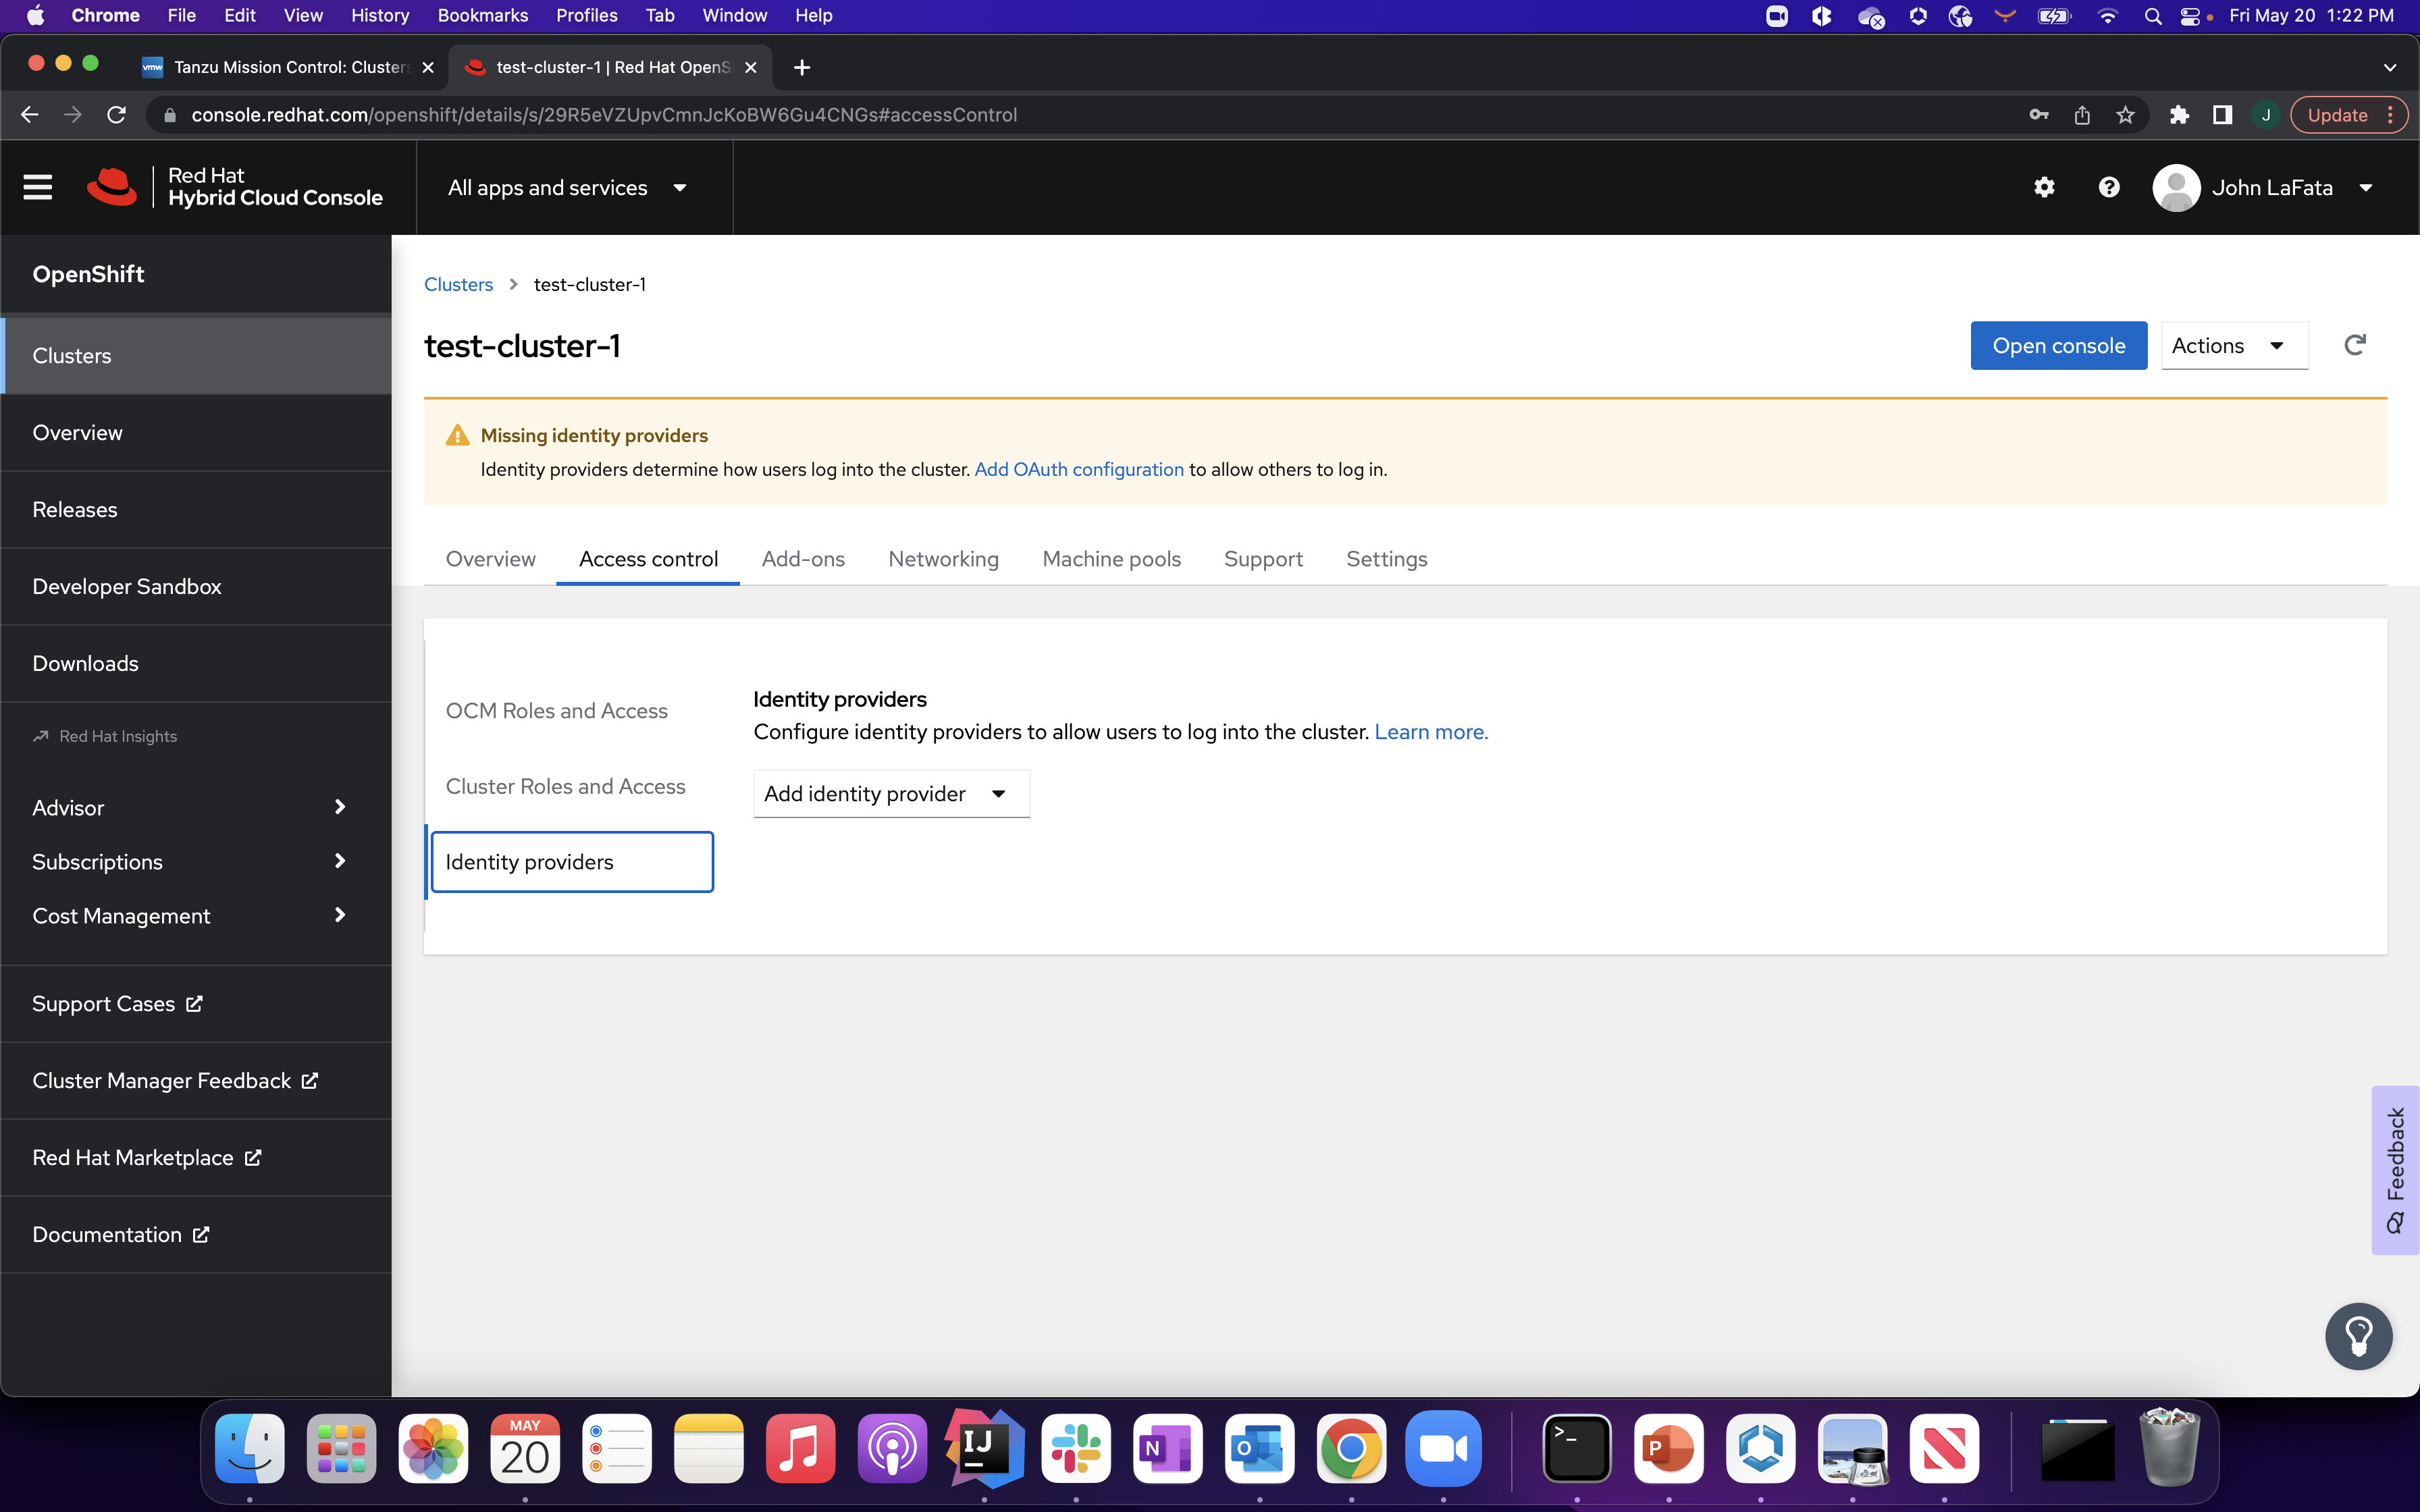 Chrome File Edit View History Bookmarks Profiles Tab Window Help Fri May 20 1:22 PM
vmw Tanzu Mission Control: Clusters test-cluster-1 | Red Hat OpenS
console.redhat.com/openshift/details/s/29R5eVZUpvCmnJcKoBW6Gu4CNGs#accessControl J Update
Red Hat
Hybrid Cloud Console
All apps and services
John LaFata
OpenShift
Clusters
Overview
Releases
Developer Sandbox
Downloads
Red Hat Insights
Advisor
Subscriptions
Cost Management
Support Cases
Cluster Manager Feedback
Red Hat Marketplace
Documentation
Clusters test-cluster-1
test-cluster-1
Open console Actions
Missing identity providers
Identity providers determine how users log into the cluster. Add OAuth configuration to allow others to log in.
Overview Access control Add-ons Networking Machine pools Support Settings
OCM Roles and Access
Cluster Roles and Access
Identity providers
Identity providers
Configure identity providers to allow users to log into the cluster. Learn more.
Add identity provider
Feedback
MAY
20
IJ
N
O
>_
P